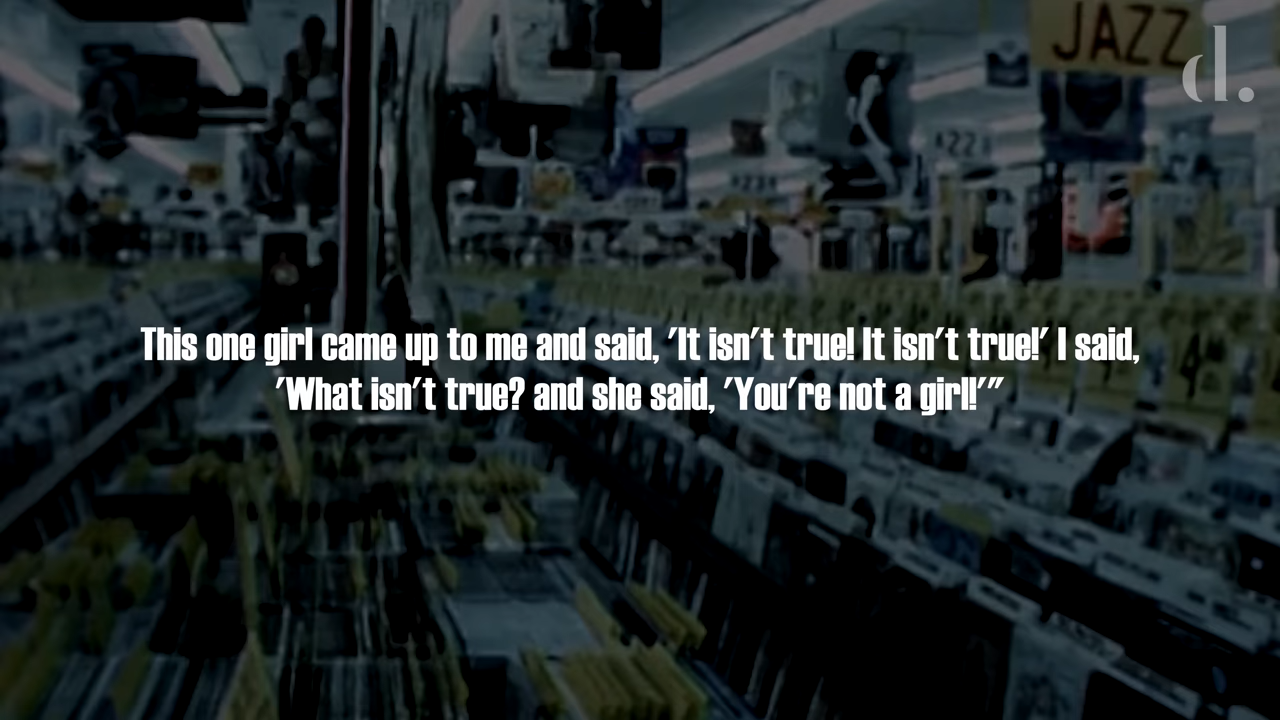 JAZZ
d.
This one girl came up to me and said, 'It isn't true! It isn't true!' I said,
'What isn't true? and she said, 'You're not a girl!'"